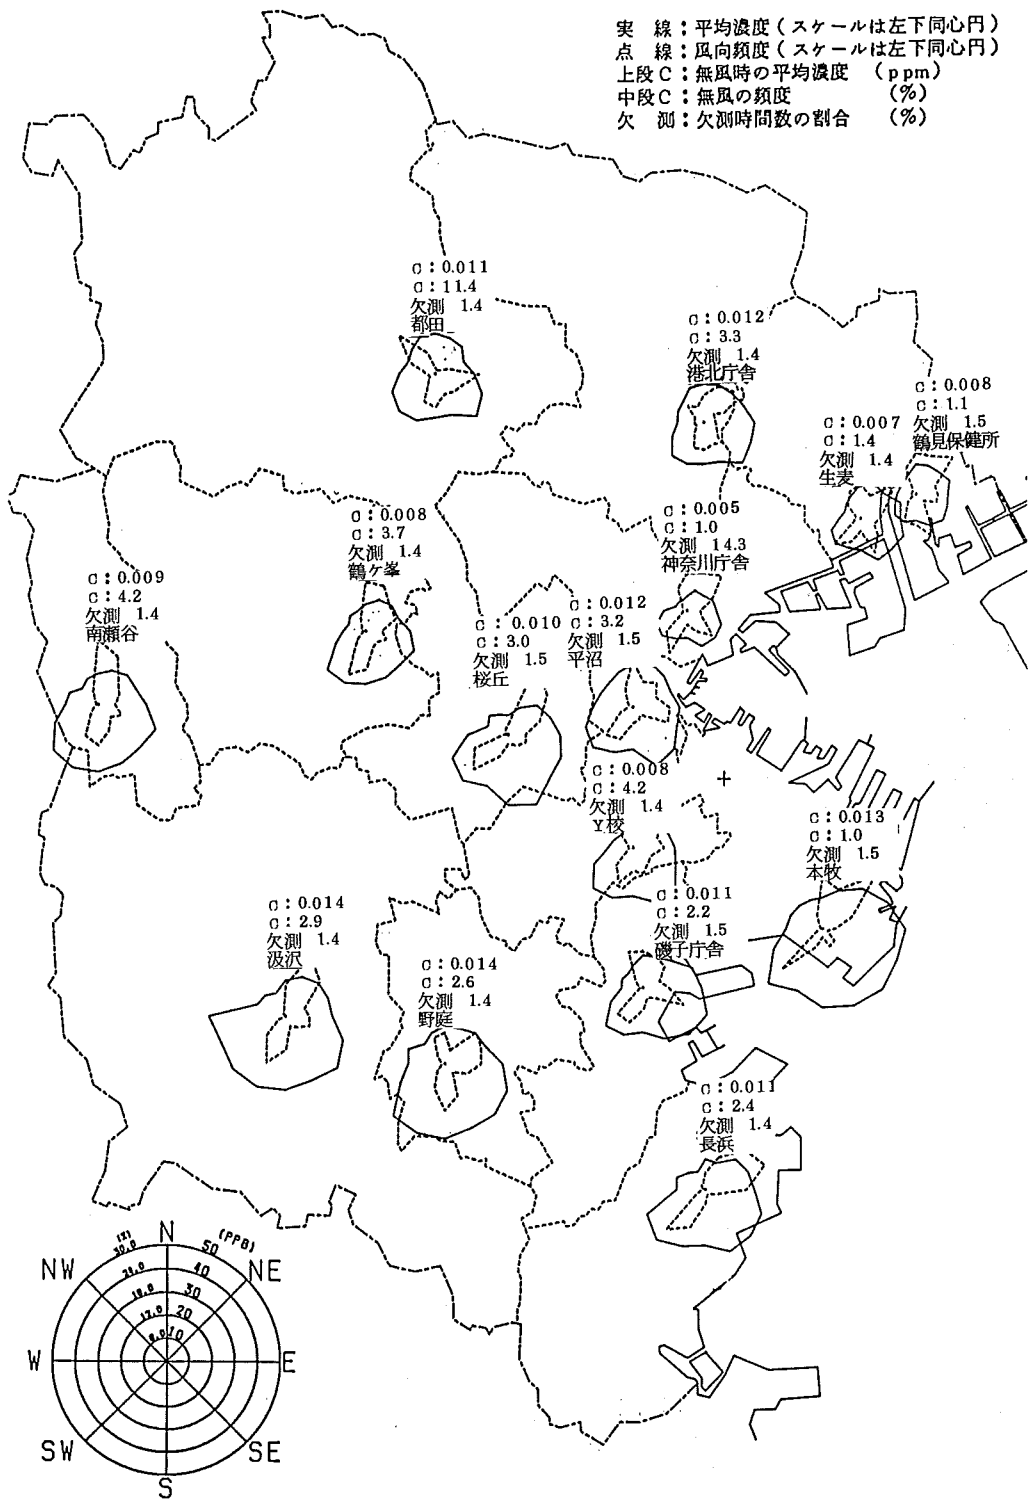 実 線：平均濃度（スケールは左下同心円）
点 線：風向頻度（スケールは左下同心円）
上段C：無風時の平均濃度 （ppm）
中段C：無風の頻度 （％）
欠 測：欠測時間数の割合 （％）
C：0.011
C：11.4
欠測 1.4
都田
C：0.012
C：3.3
欠測 1.4
港北庁舎
C：0.008
C：1.1
欠測 1.5
鶴見保健所
C：0.007
C：1.4
欠測 1.4
生麦
C：0.008
C：3.7
欠測 1.4
鶴ケ峯
C：0.005
C：1.0
欠測 14.3
神奈川庁舎
C：0.009
C：4.2
欠測 1.4
南瀬谷
C：0.010
C：3.0
欠測 1.5
桜丘
C：0.012
C：3.2
欠測 1.5
平沼
C：0.008
C：4.2
欠測 1.4
Y校
C：0.013
C：1.0
欠測 1.5
本牧
C：0.011
C：2.2
欠測 1.5
磯子庁舎
C：0.014
C：2.9
欠測 1.4
汲沢
C：0.014
C：2.6
欠測 1.4
野庭
C：0.011
C：2.4
欠測 1.4
長浜
N
NE
E
SE
S
SW
W
NW
(%)
30.0
24.0
18.0
12.0
6.0
(PPB)
50
40
30
20
10